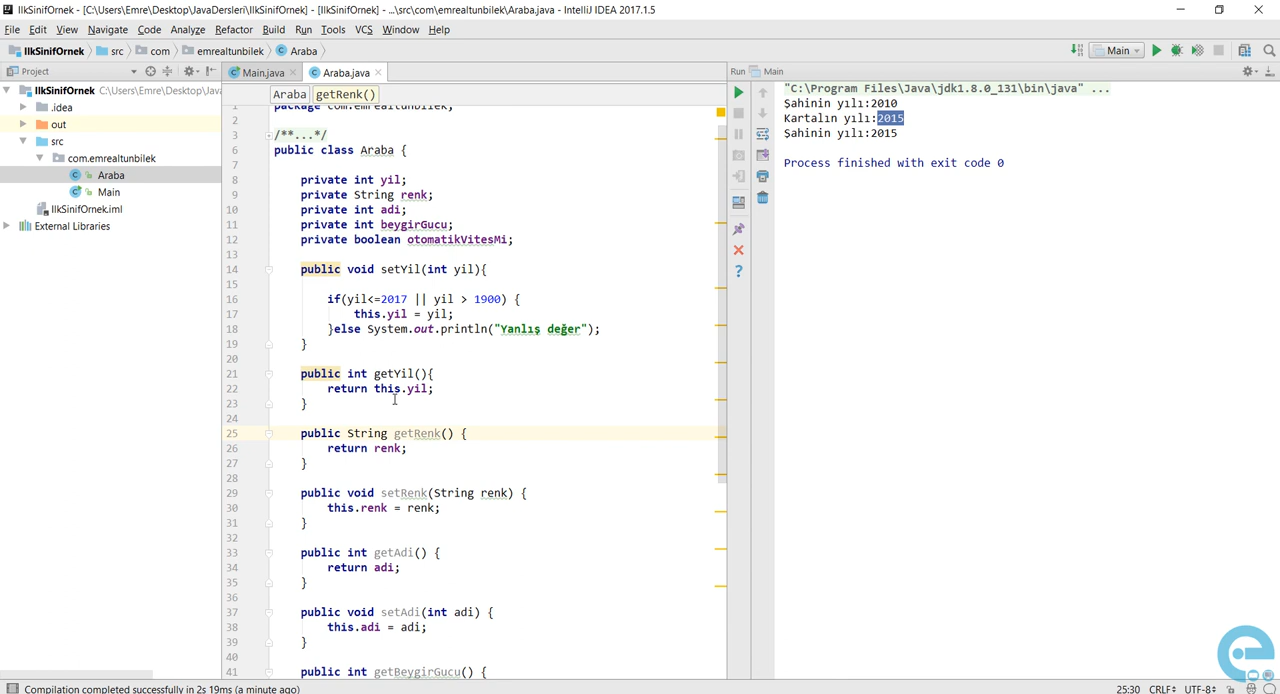 IlkSinifOrnek - [C:\Users\Emre\Desktop\JavaDersleri\IlkSinifOrnek] - [IlkSinifOrnek] - ...\src\com\emrealtunbilek\Araba.java - IntelliJ IDEA 2017.1.5
File Edit View Navigate Code Analyze Refactor Build Run Tools VCS Window Help
IlkSinifOrnek src com emrealtunbilek Araba
Main
Project
Main.java Araba.java
Run Main
IlkSinifOrnek C:\Users\Emre\Desktop\Java
.idea
out
src
com.emrealtunbilek
Araba
Main
IlkSinifOrnek.iml
External Libraries
Araba getRenk()
1 package com.emrealtunbilek;
2
3 /**...*/
6 public class Araba {
7
8 private int yil;
9 private String renk;
10 private int adi;
11 private int beygirGucu;
12 private boolean otomatikVitesMi;
13
14 public void setYil(int yil){
15
16 if(yil<=2017 || yil > 1900) {
17 this.yil = yil;
18 }else System.out.println("Yanlış değer");
19 }
20
21 public int getYil(){
22 return this.yil;
23 }
24
25 public String getRenk() {
26 return renk;
27 }
28
29 public void setRenk(String renk) {
30 this.renk = renk;
31 }
32
33 public int getAdi() {
34 return adi;
35 }
36
37 public void setAdi(int adi) {
38 this.adi = adi;
39 }
40
41 public int getBeygirGucu() {
"C:\Program Files\Java\jdk1.8.0_131\bin\java" ...
Şahinin yılı:2010
Kartalın yılı:2015
Şahinin yılı:2015
Process finished with exit code 0
Compilation completed successfully in 2s 19ms (a minute ago)
25:30 CRLF UTF-8